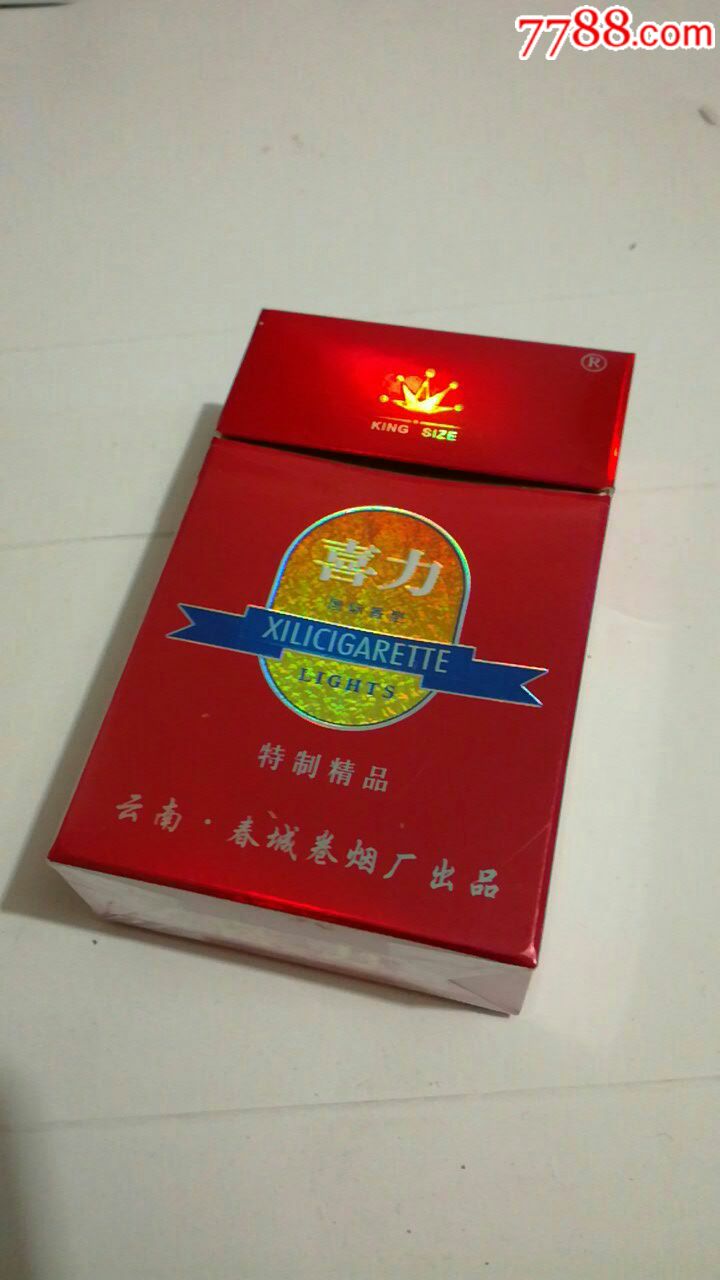 7788.com
®
KING SIZE
喜力
XILICIGARETTE
LIGHTS
特制精品
云南·春城卷烟厂出品